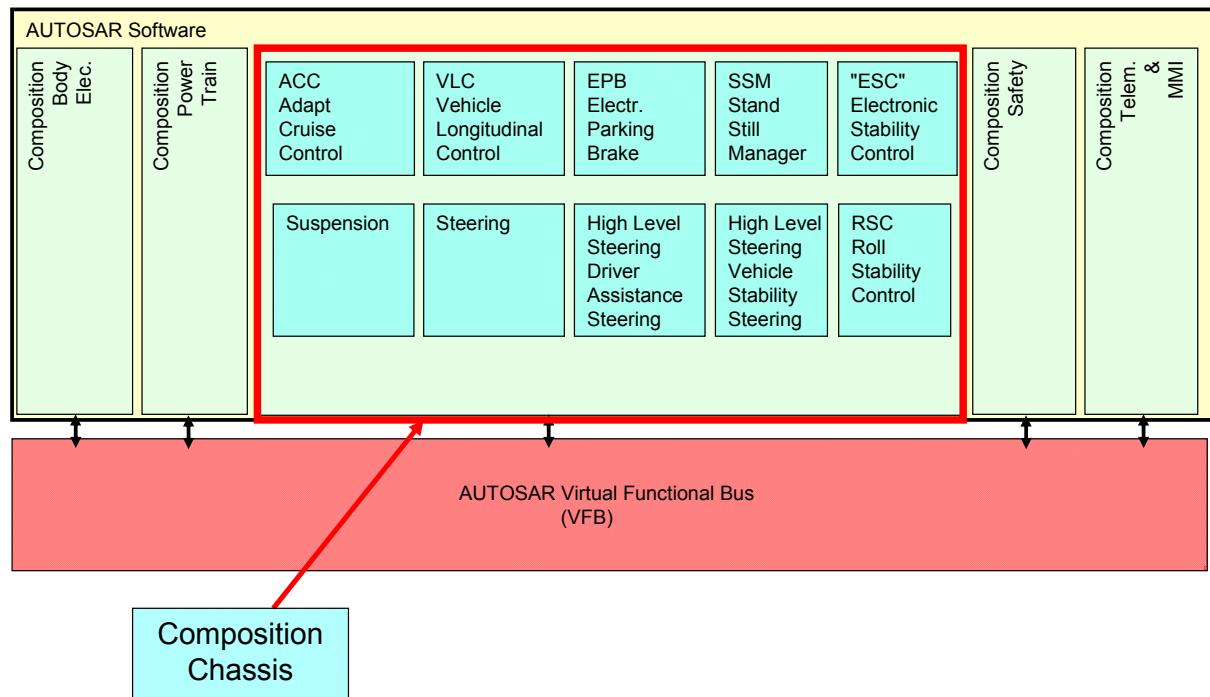 AUTOSAR Software
Composition
Body
Elec.
Composition
Power
Train
ACC
Adapt
Cruise
Control
VLC
Vehicle
Longitudinal
Control
EPB
Electr.
Parking
Brake
SSM
Stand
Still
Manager
"ESC"
Electronic
Stability
Control
Suspension
Steering
High Level
Steering
Driver
Assistance
Steering
High Level
Steering
Vehicle
Stability
Steering
RSC
Roll
Stability
Control
Composition
Safety
Composition
Telem.
&
MMI
AUTOSAR Virtual Functional Bus
(VFB)
Composition
Chassis